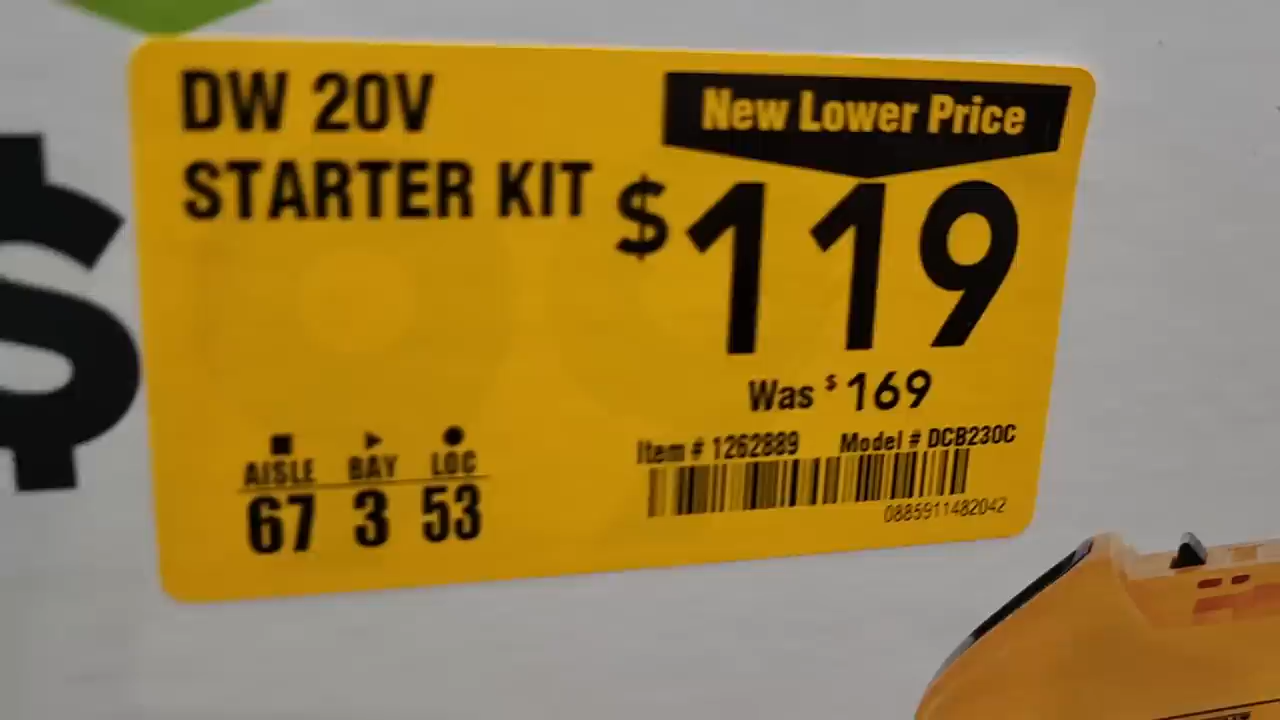 DW 20V
STARTER KIT
New Lower Price
$119
Was $169
Item # 1262889 Model # DCB230C
0885911482042
AISLE BAY LOC
67 3 53
$